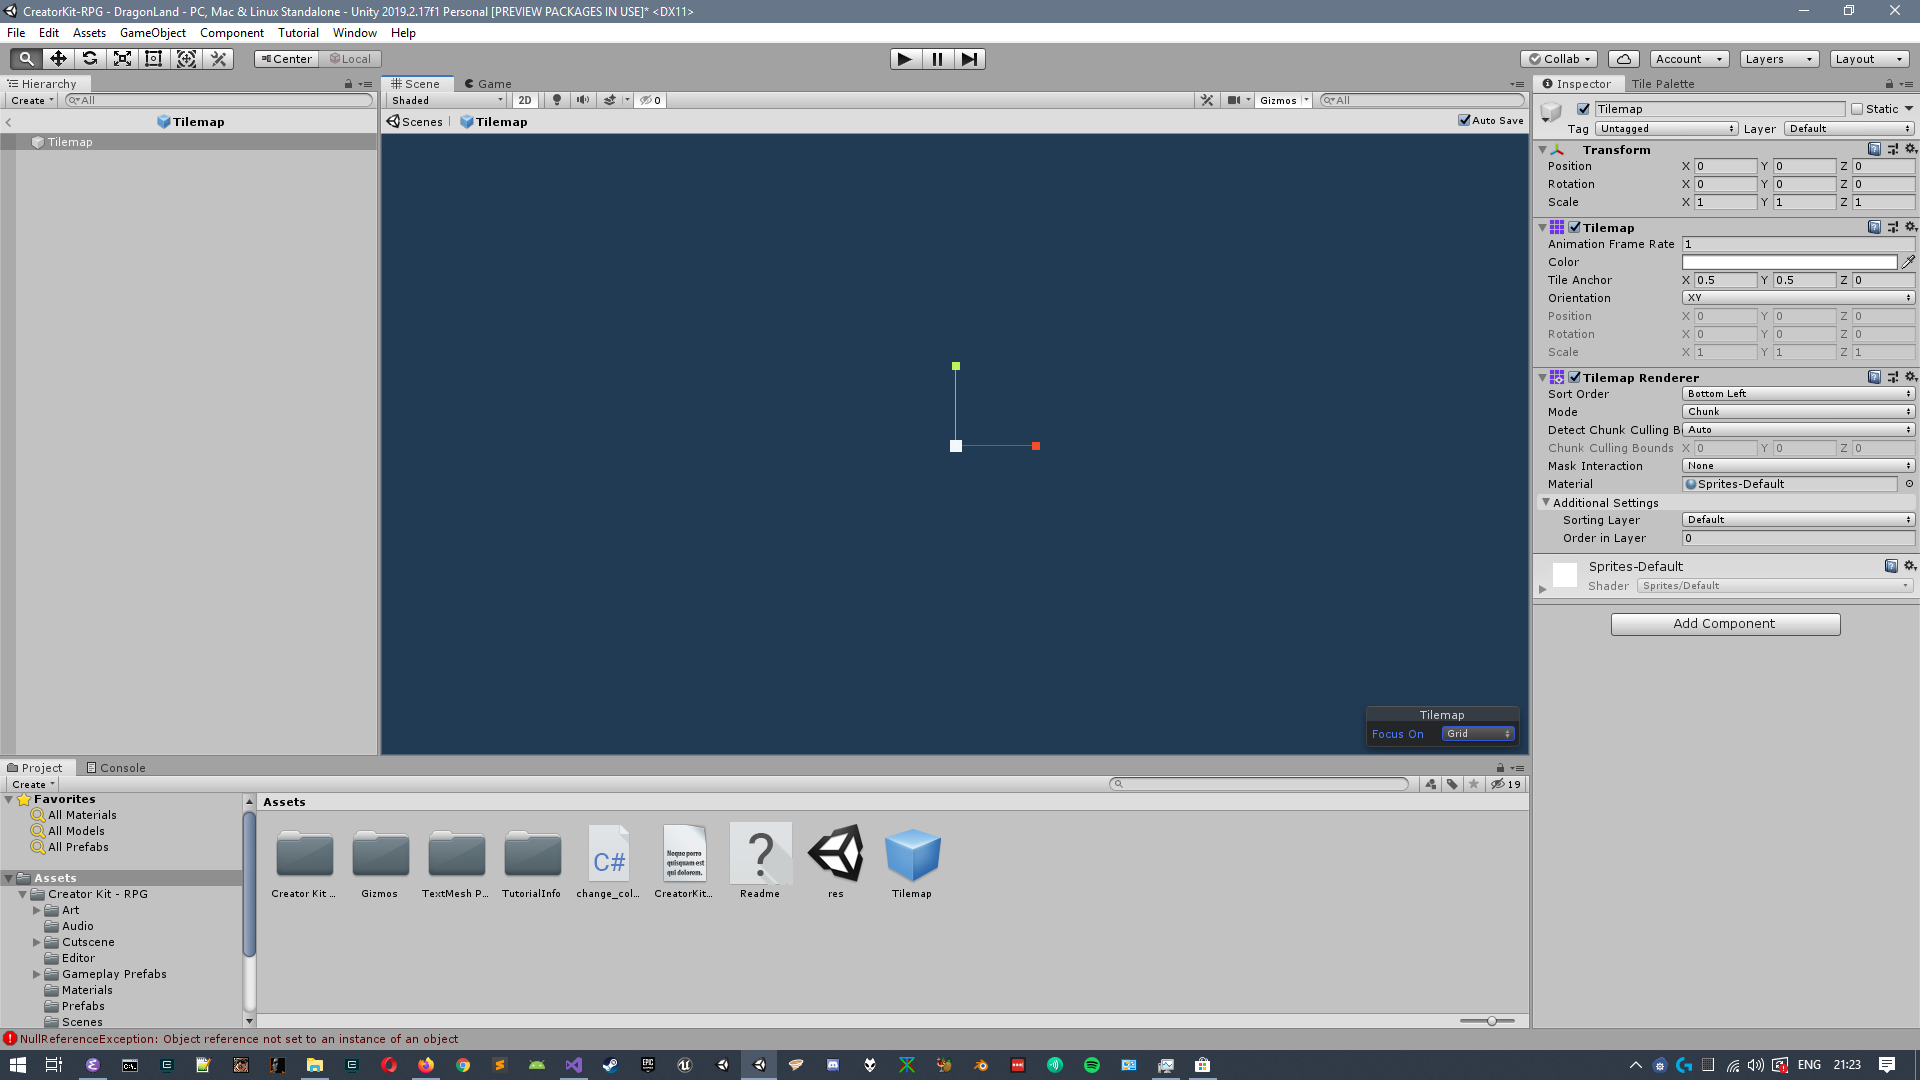 CreatorKit-RPG - DragonLand - PC, Mac & Linux Standalone - Unity 2019.2.17f1 Personal [PREVIEW PACKAGES IN USE]* <DX11>
File Edit Assets GameObject Component Tutorial Window Help
Center Local Collab Account Layers Layout
Hierarchy
Create All
Tilemap
Tilemap
Scene Game
Shaded 2D 0 Gizmos All
Scenes Tilemap Auto Save
Tilemap
Focus On Grid
Inspector Tile Palette
Tilemap Static
Tag Untagged Layer Default
Transform
Position X 0 Y 0 Z 0
Rotation X 0 Y 0 Z 0
Scale X 1 Y 1 Z 1
Tilemap
Animation Frame Rate 1
Color
Tile Anchor X 0.5 Y 0.5 Z 0
Orientation XY
Position X 0 Y 0 Z 0
Rotation X 0 Y 0 Z 0
Scale X 1 Y 1 Z 1
Tilemap Renderer
Sort Order Bottom Left
Mode Chunk
Detect Chunk Culling B Auto
Chunk Culling Bounds X 0 Y 0 Z 0
Mask Interaction None
Material Sprites-Default
Additional Settings
Sorting Layer Default
Order in Layer 0
Sprites-Default
Shader Sprites/Default
Add Component
Project Console
Create 19
Favorites
All Materials
All Models
All Prefabs
Assets
Creator Kit - RPG
Art
Audio
Cutscene
Editor
Gameplay Prefabs
Materials
Prefabs
Scenes
Assets
C#
Neque porro
quisquam est
qui dolorem.
?
Creator Kit ... Gizmos TextMesh P... TutorialInfo change_col... CreatorKit... Readme res Tilemap
NullReferenceException: Object reference not set to an instance of an object
ENG 21:23